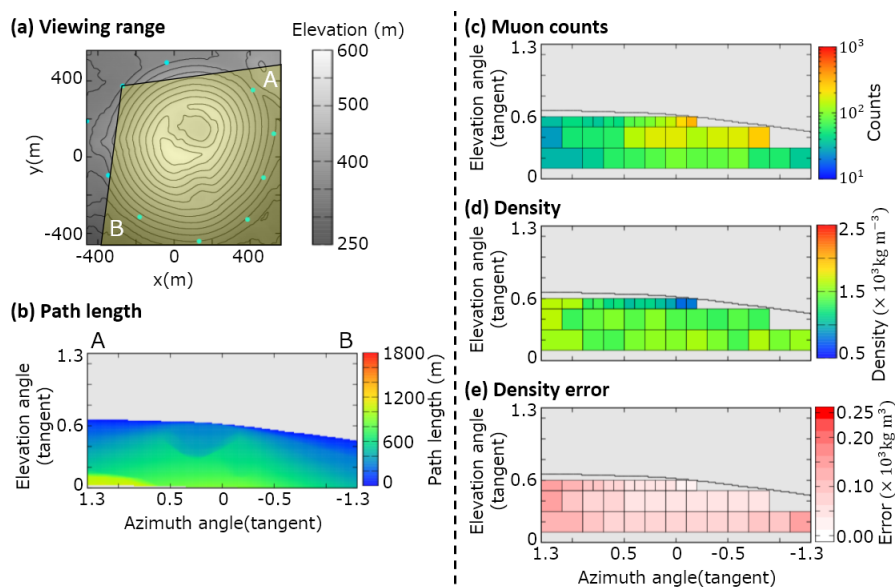 (a) Viewing range
Elevation (m)
A
B
400
0
-400
y(m)
-400
0
400
x(m)
600
500
400
250
(b) Path length
A
B
1.3
0.6
0
Elevation angle
(tangent)
1.3
0.5
0
-0.5
-1.3
Azimuth angle(tangent)
1800
1200
600
0
Path length (m)
(c) Muon counts
1.3
0.6
0
Elevation angle
(tangent)
10³
10²
10¹
Counts
(d) Density
1.3
0.6
0
Elevation angle
(tangent)
2.5
1.5
0.5
Density (× 10³kg m⁻³)
(e) Density error
1.3
0.6
0
Elevation angle
(tangent)
1.3
0.5
0
-0.5
-1.3
Azimuth angle(tangent)
0.25
0.20
0.10
0.00
Error (× 10³kg m³)